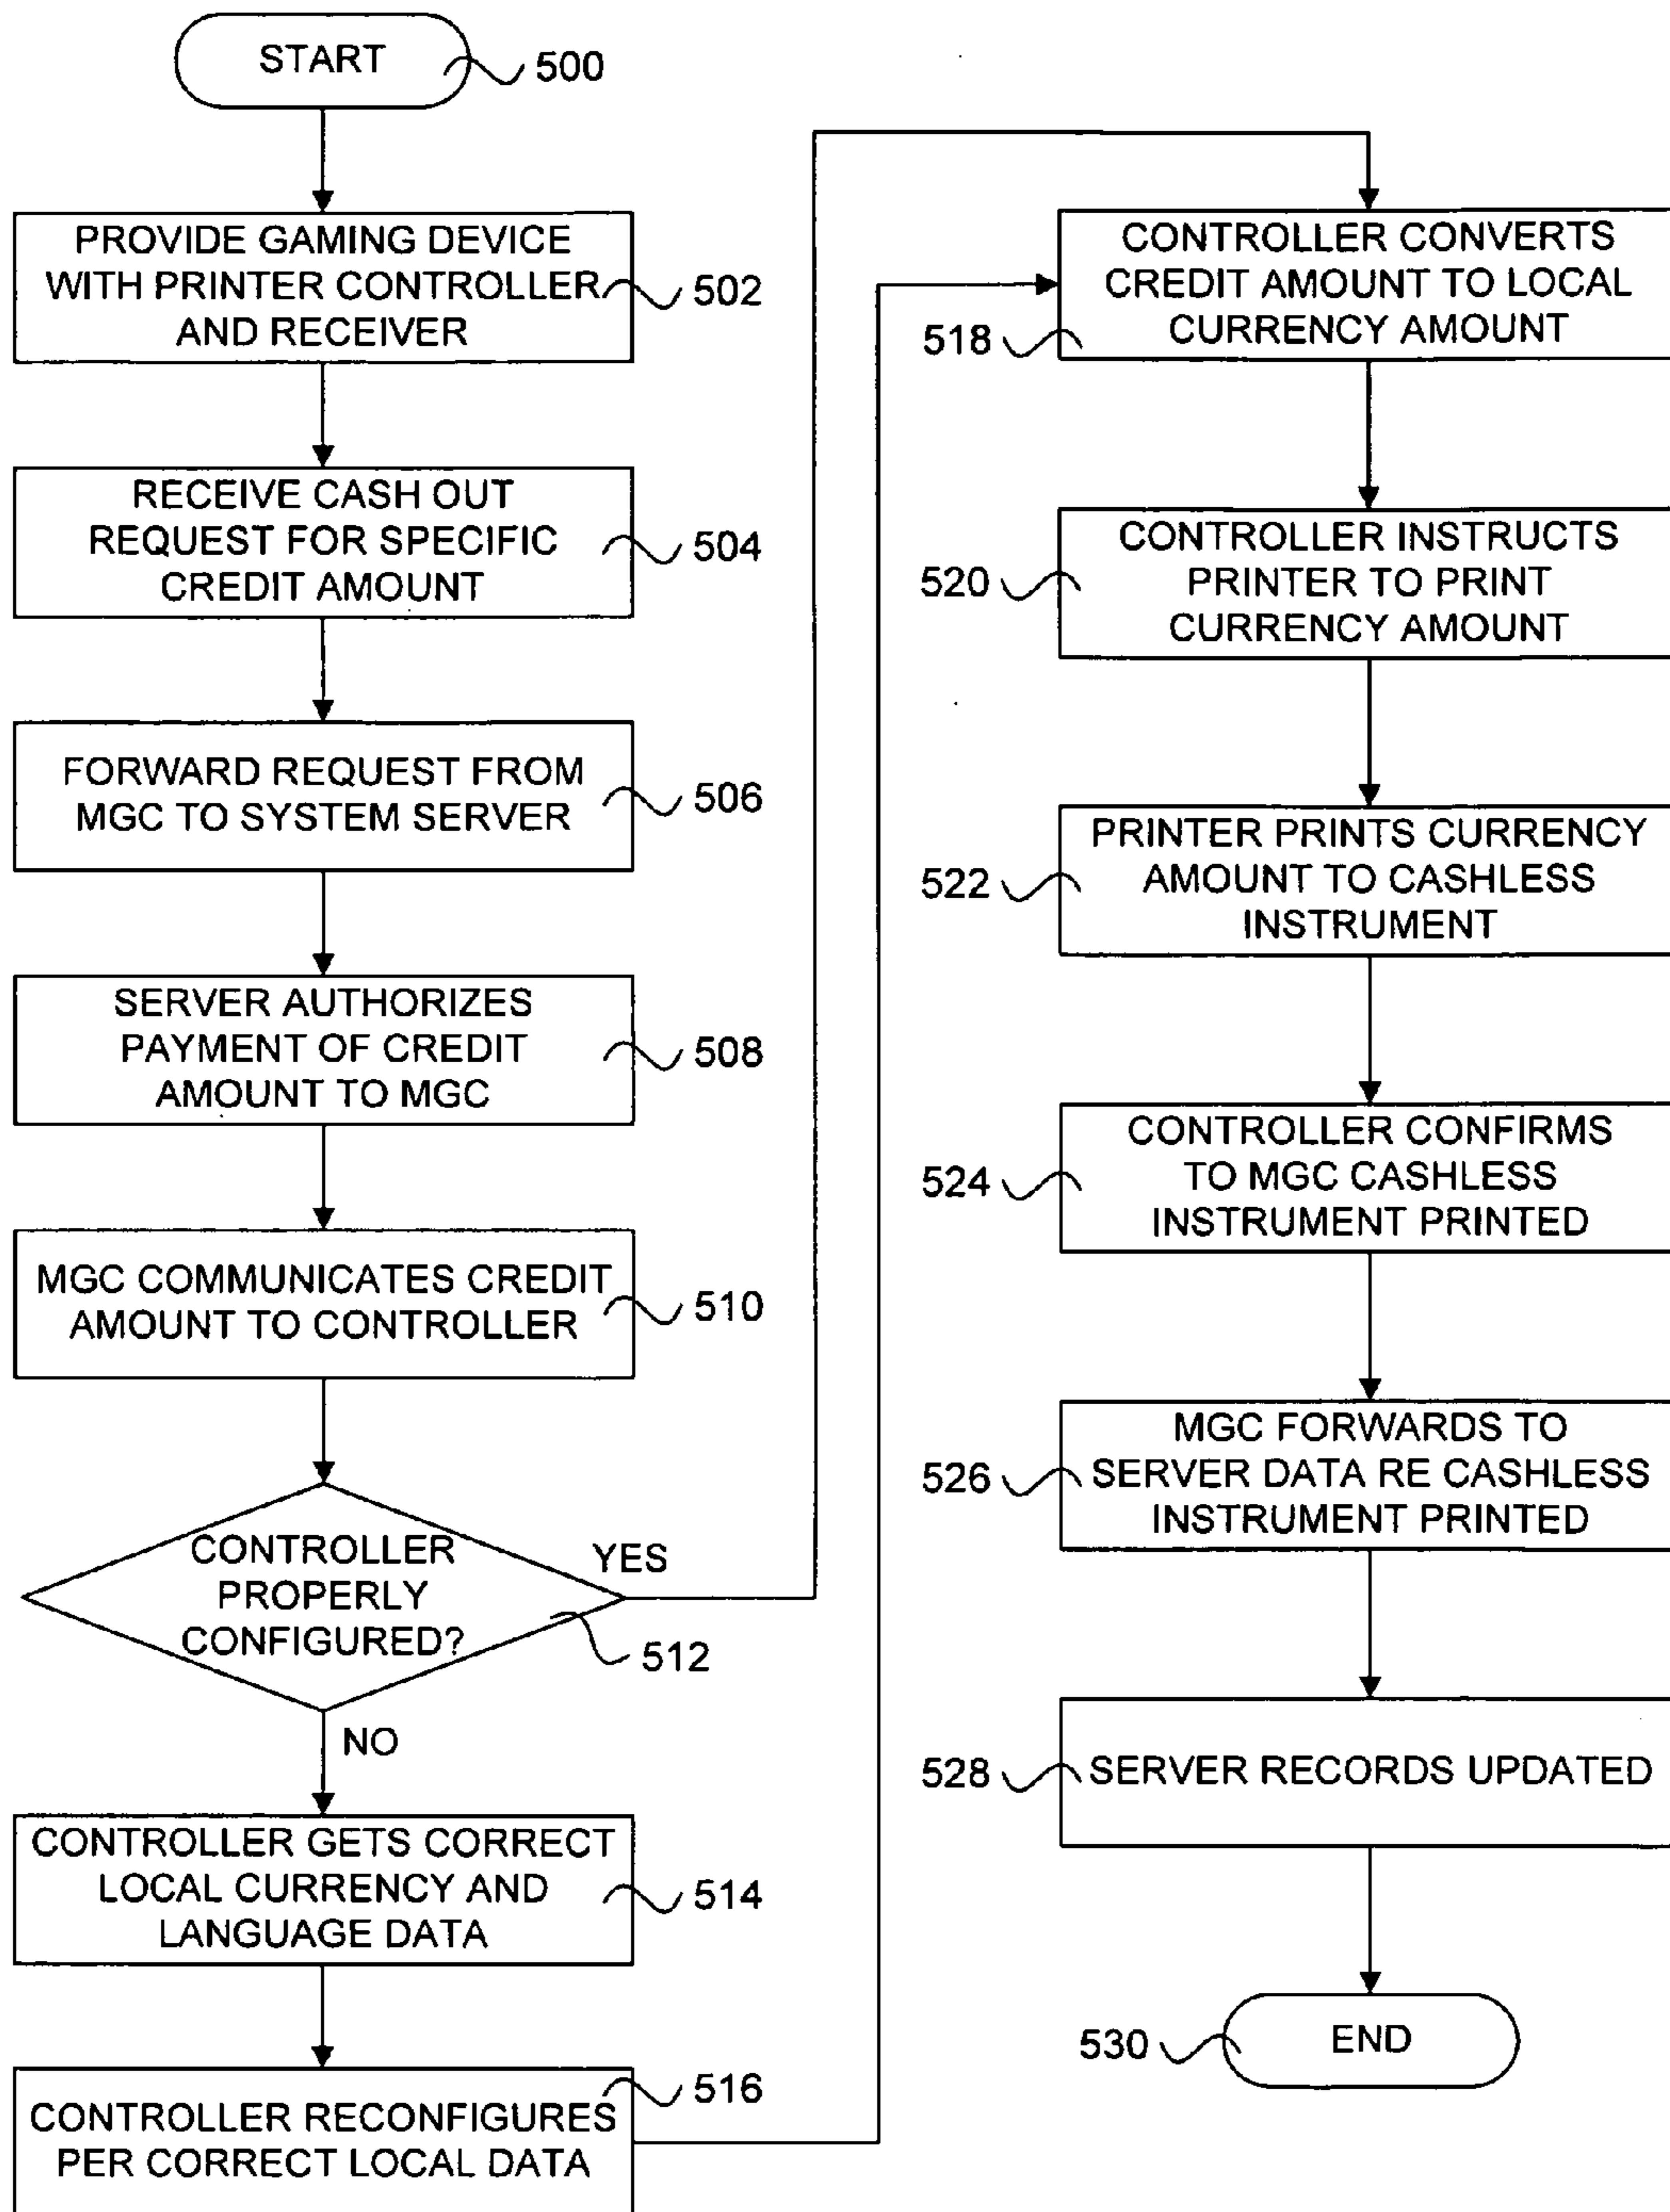 START
500
PROVIDE GAMING DEVICE
WITH PRINTER CONTROLLER
AND RECEIVER
502
RECEIVE CASH OUT
REQUEST FOR SPECIFIC
CREDIT AMOUNT
504
FORWARD REQUEST FROM
MGC TO SYSTEM SERVER
506
SERVER AUTHORIZES
PAYMENT OF CREDIT
AMOUNT TO MGC
508
MGC COMMUNICATES CREDIT
AMOUNT TO CONTROLLER
510
CONTROLLER
PROPERLY
CONFIGURED?
YES
512
NO
CONTROLLER GETS CORRECT
LOCAL CURRENCY AND
LANGUAGE DATA
514
CONTROLLER RECONFIGURES
PER CORRECT LOCAL DATA
516
CONTROLLER CONVERTS
CREDIT AMOUNT TO LOCAL
CURRENCY AMOUNT
518
CONTROLLER INSTRUCTS
PRINTER TO PRINT
CURRENCY AMOUNT
520
PRINTER PRINTS CURRENCY
AMOUNT TO CASHLESS
INSTRUMENT
522
CONTROLLER CONFIRMS
TO MGC CASHLESS
INSTRUMENT PRINTED
524
MGC FORWARDS TO
SERVER DATA RE CASHLESS
INSTRUMENT PRINTED
526
SERVER RECORDS UPDATED
528
END
530